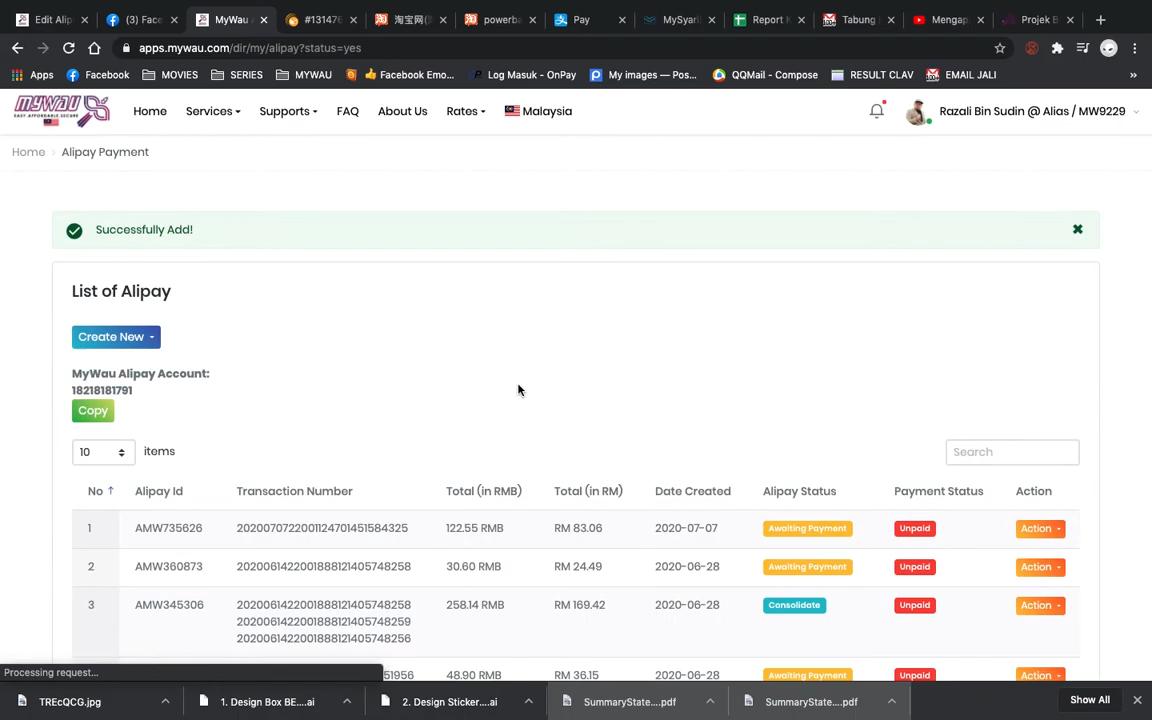 Edit Alip
(3) Face
MyWau
#131476
淘宝网(
powerba
Pay
MySyari
Report K
Tabung
Mengap
Projek B
apps.mywau.com/dir/my/alipay?status=yes
Apps
Facebook
MOVIES
SERIES
MYWAU
Facebook Emo...
Log Masuk - OnPay
My images — Pos...
QQMail - Compose
RESULT CLAV
EMAIL JALI
»
MYWAU
EASY.AFFORDABLE.SECURE
Home
Services
Supports
FAQ
About Us
Rates
Malaysia
Razali Bin Sudin @ Alias / MW9229
Home › Alipay Payment
Successfully Add!
List of Alipay
Create New
MyWau Alipay Account:
18218181791
Copy
10 items
Search
No ↑ Alipay Id Transaction Number Total (in RMB) Total (in RM) Date Created Alipay Status Payment Status Action
1 AMW735626 2020070722001124701451584325 122.55 RMB RM 83.06 2020-07-07 Awaiting Payment Unpaid Action
2 AMW360873 2020061422001888121405748258 30.60 RMB RM 24.49 2020-06-28 Awaiting Payment Unpaid Action
3 AMW345306 2020061422001888121405748258 258.14 RMB RM 169.42 2020-06-28 Consolidate Unpaid Action
2020061422001888121405748259
2020061422001888121405748256
51956 48.90 RMB RM 36.15 2020-06-28 Awaiting Payment Unpaid Action
Processing request...
TREcQCG.jpg
1. Design Box BE....ai
2. Design Sticker....ai
SummaryState....pdf
SummaryState....pdf
Show All